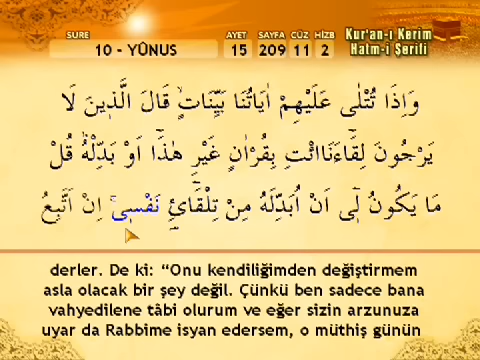 SURE AYET SAYFA CÜZ HİZB
10 - YÛNUS 15 209 11 2
Kur'an-ı Kerim
Hatm-i Şerifi
وَاِذَا تُتْلٰى عَلَيْهِمْ اٰيَاتُنَا بَيِّنَاتٍۙ قَالَ الَّذٖينَ لَا
يَرْجُونَ لِقَٓاءَنَا ائْتِ بِقُرْاٰنٍ غَيْرِ هٰذَٓا اَوْ بَدِّلْهُؕ قُلْ
مَا يَكُونُ لٖٓى اَنْ اُبَدِّلَهُ مِنْ تِلْقَٓائِ۬ نَفْسٖىۚ اِنْ اَتَّبِعُ
derler. De ki: “Onu kendiliğimden değiştirmem
asla olacak bir şey değil. Çünkü ben sadece bana
vahyedilene tâbi olurum ve eğer sizin arzunuza
uyar da Rabbime isyan edersem, o müthiş günün